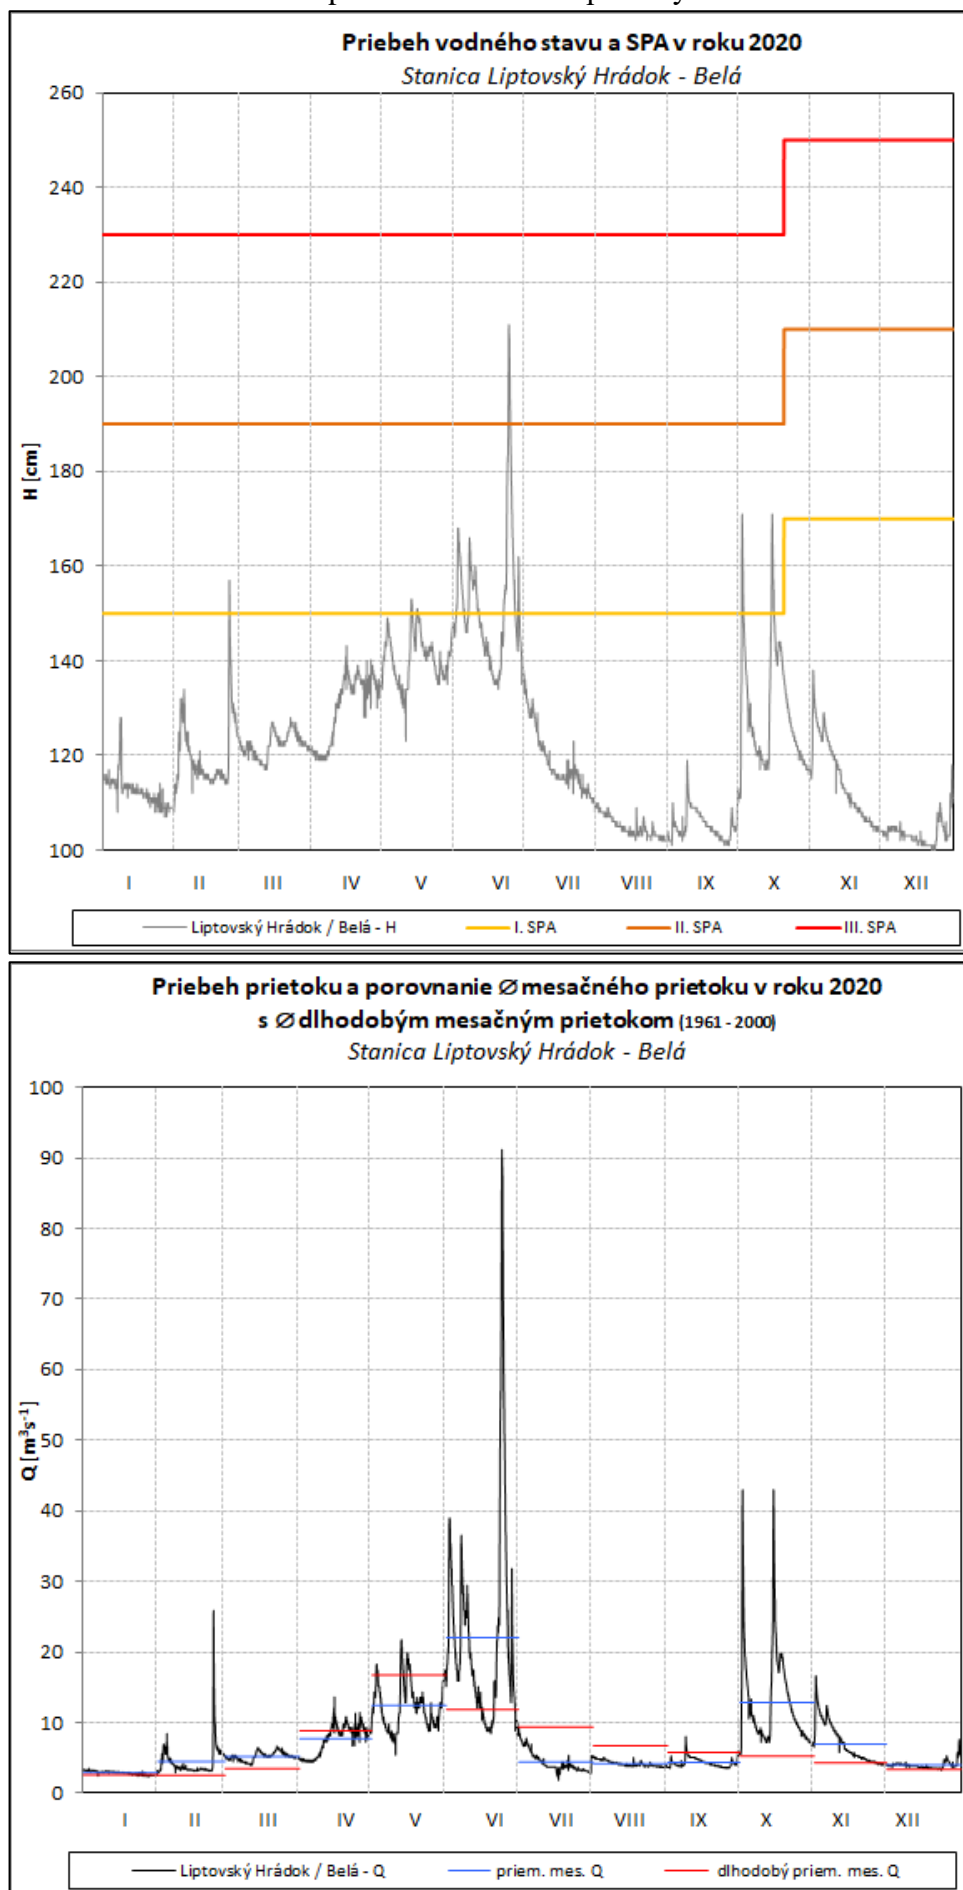 Priebeh vodného stavu a SPA v roku 2020
Stanica Liptovský Hrádok - Belá
260
240
220
200
180
160
140
120
100
H [cm]
I II III IV V VI VII VIII IX X XI XII
Liptovský Hrádok / Belá - H I. SPA II. SPA III. SPA
Priebeh prietoku a porovnanie Ø mesačného prietoku v roku 2020
s Ø dlhodobým mesačným prietokom (1961 - 2000)
Stanica Liptovský Hrádok - Belá
100
90
80
70
60
50
40
30
20
10
0
Q [m³s⁻¹]
I II III IV V VI VII VIII IX X XI XII
Liptovský Hrádok / Belá - Q priem. mes. Q dlhodobý priem. mes. Q